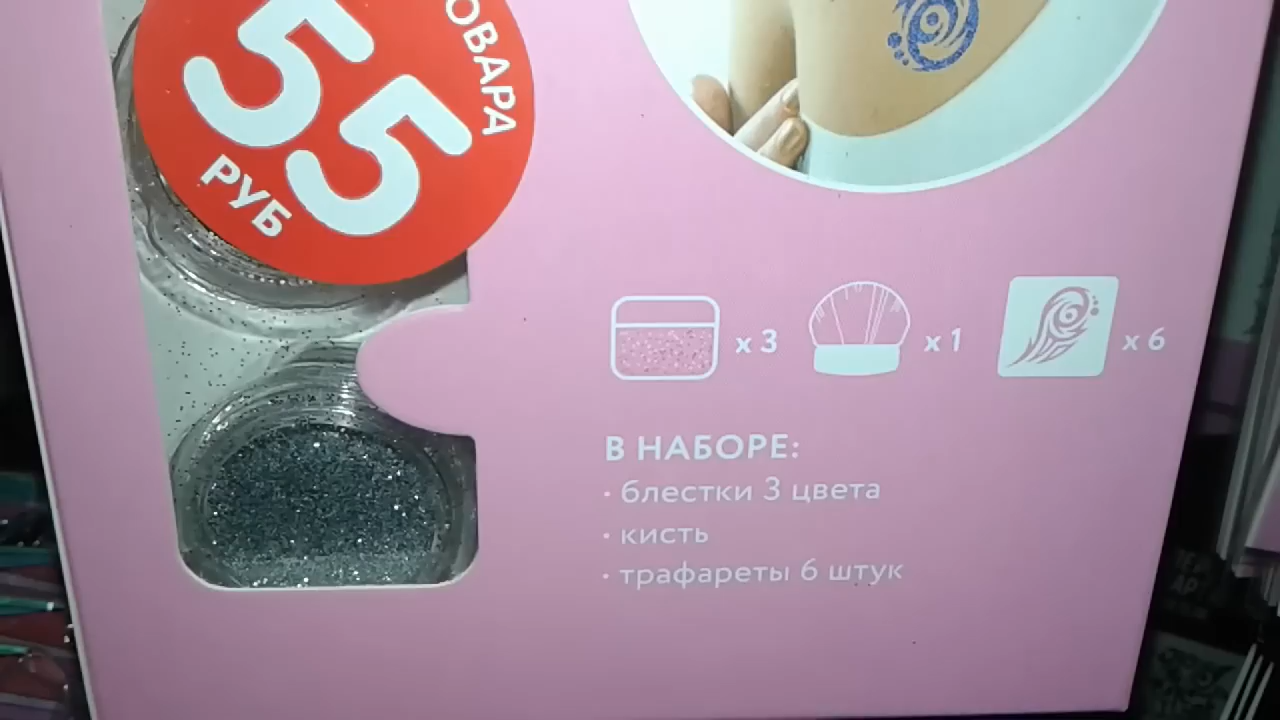 ОВАРА
55
РУБ
x 3
x 1
x 6
В НАБОРЕ:
· блестки 3 цвета
· кисть
· трафареты 6 штук